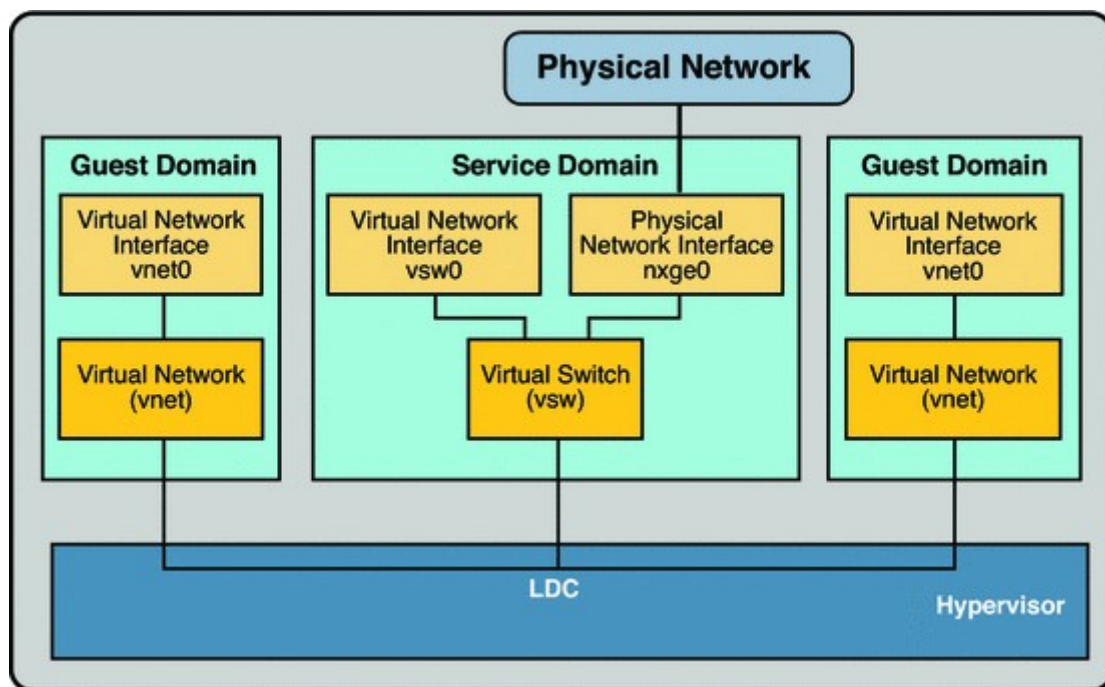 Physical Network
Guest Domain
Virtual Network
Interface
vnet0
Virtual Network
(vnet)
Service Domain
Virtual Network
Interface
vsw0
Physical
Network Interface
nxge0
Virtual Switch
(vsw)
Guest Domain
Virtual Network
Interface
vnet0
Virtual Network
(vnet)
LDC
Hypervisor